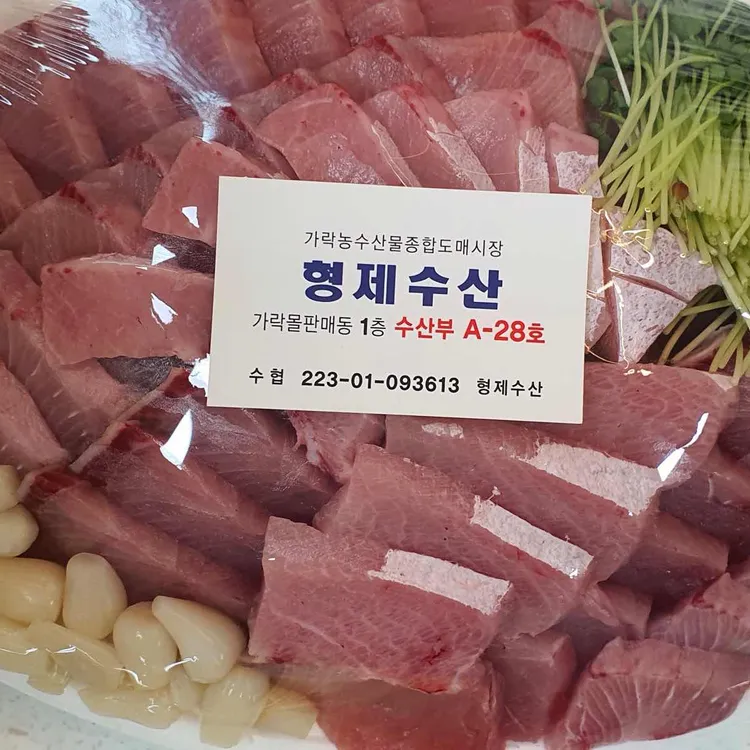 가락농수산물종합도매시장
형제수산
가락몰판매동 1층 수산부 A-28호
수협 223-01-093613 형제수산